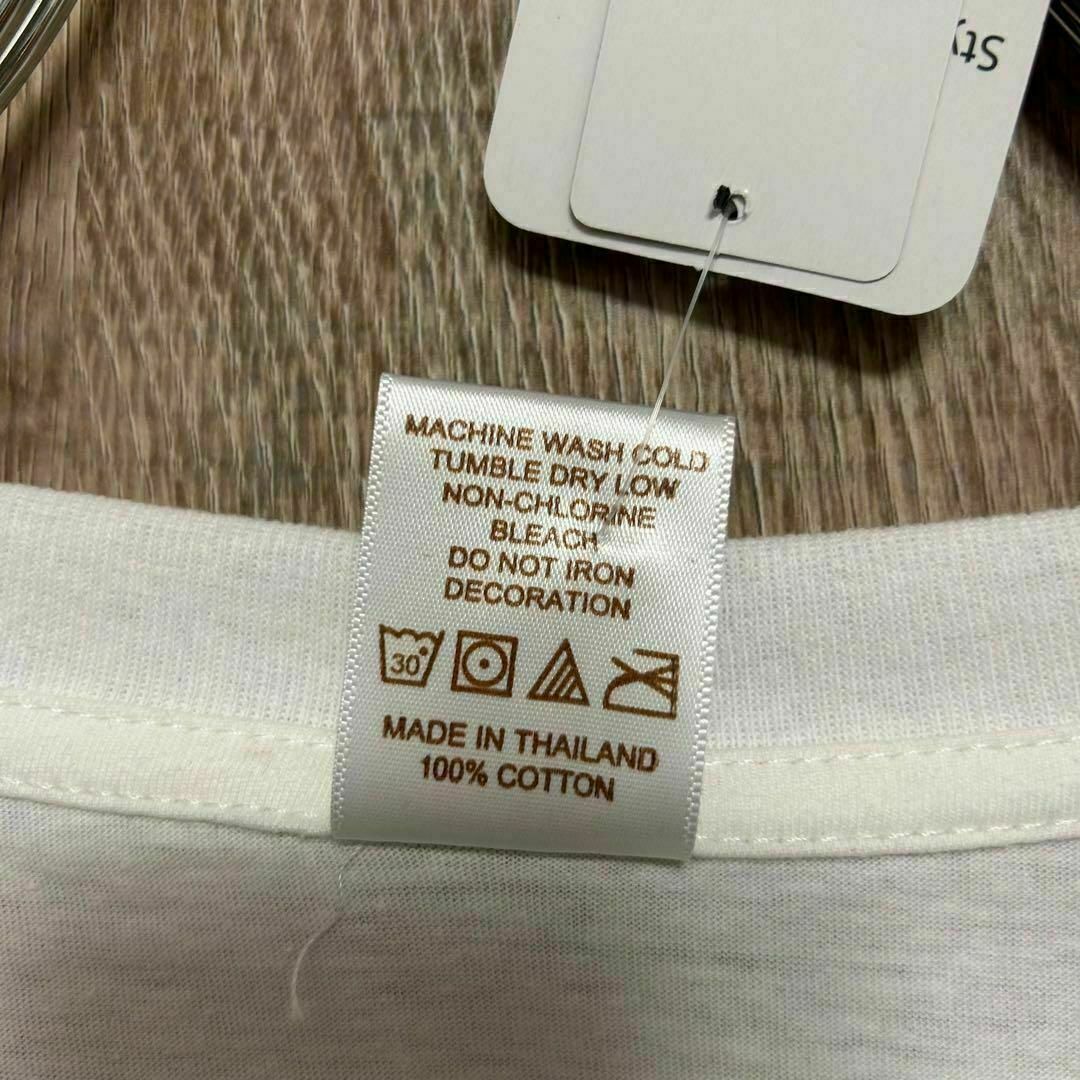 MACHINE WASH COLD
TUMBLE DRY LOW
NON-CHLORINE
BLEACH
DO NOT IRON
DECORATION
30°
MADE IN THAILAND
100% COTTON